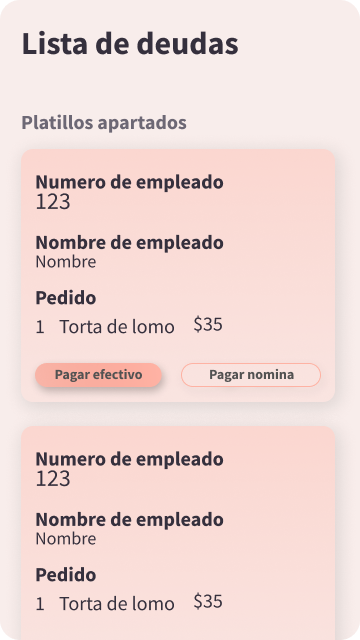 Lista de deudas
Platillos apartados
Numero de empleado
123
Nombre de empleado
Nombre
Pedido
1 Torta de lomo $35
Pagar efectivo Pagar nomina
Numero de empleado
123
Nombre de empleado
Nombre
Pedido
1 Torta de lomo $35